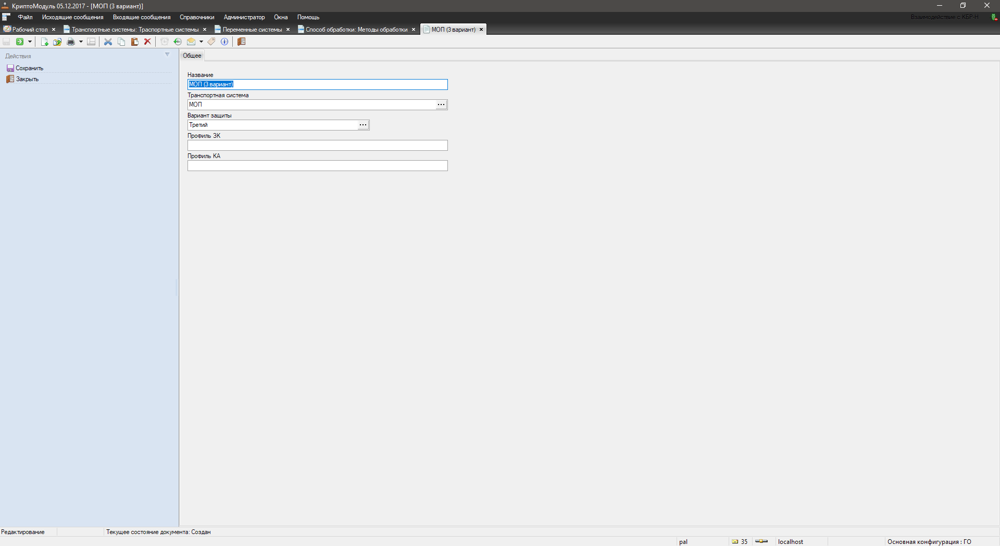 КриптоМодуль 05.12.2017 - [МОП (3 вариант)]
Файл Исходящие сообщения Входящие сообщения Справочники Администратор Окна Помощь Взаимодействие с КБР-Н
Рабочий стол Транспортные системы: Траспортные системы Переменные системы Способ обработки: Методы обработки МОП (3 вариант)
Действия
Сохранить
Закрыть
Общее
Название
МОП (3 вариант)
Транспортная система
МОП
Вариант защиты
Третий
Профиль ЗК
Профиль КА
Редактирование Текущее состояние документа: Создан
pal 35 localhost Основная конфигурация : ГО